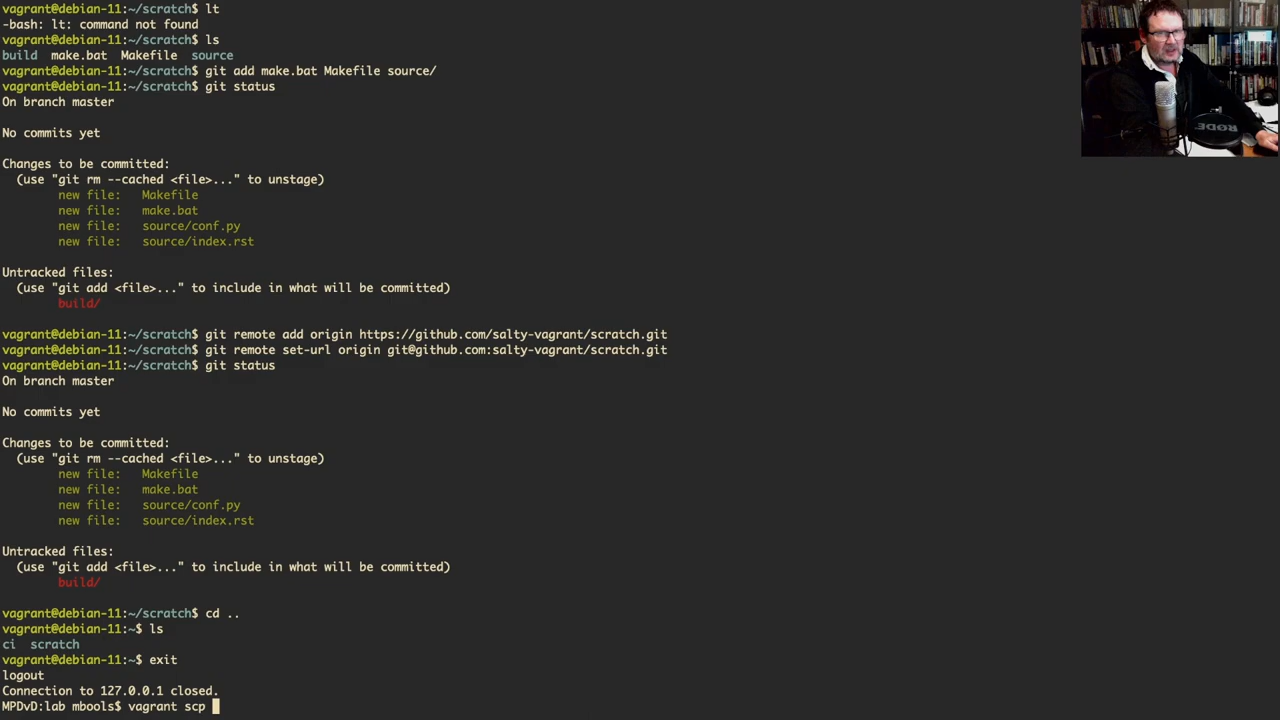 vagrant@debian-11:~/scratch$ lt
-bash: lt: command not found
vagrant@debian-11:~/scratch$ ls
build  make.bat  Makefile  source
vagrant@debian-11:~/scratch$ git add make.bat Makefile source/
vagrant@debian-11:~/scratch$ git status
On branch master
No commits yet
Changes to be committed:
  (use "git rm --cached <file>..." to unstage)
        new file:   Makefile
        new file:   make.bat
        new file:   source/conf.py
        new file:   source/index.rst
Untracked files:
  (use "git add <file>..." to include in what will be committed)
        build/
vagrant@debian-11:~/scratch$ git remote add origin https://github.com/salty-vagrant/scratch.git
vagrant@debian-11:~/scratch$ git remote set-url origin git@github.com:salty-vagrant/scratch.git
vagrant@debian-11:~/scratch$ git status
On branch master
No commits yet
Changes to be committed:
  (use "git rm --cached <file>..." to unstage)
        new file:   Makefile
        new file:   make.bat
        new file:   source/conf.py
        new file:   source/index.rst
Untracked files:
  (use "git add <file>..." to include in what will be committed)
        build/
vagrant@debian-11:~/scratch$ cd ..
vagrant@debian-11:~$ ls
ci  scratch
vagrant@debian-11:~$ exit
logout
Connection to 127.0.0.1 closed.
MPDvD:lab mbools$ vagrant scp
RØDE